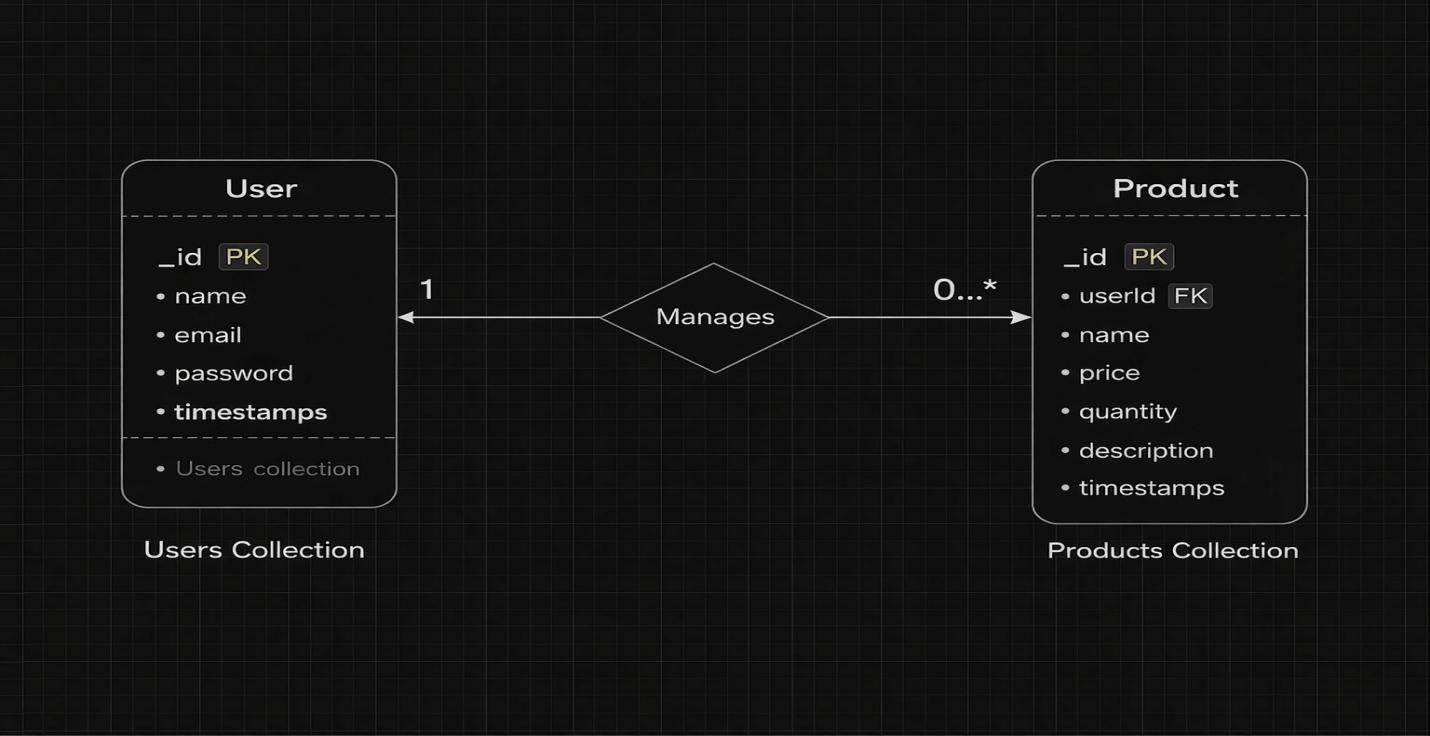 User
_id PK
• name
• email
• password
• timestamps
• Users collection
Users Collection
1
Manages
0...*
Product
_id PK
• userId FK
• name
• price
• quantity
• description
• timestamps
Products Collection